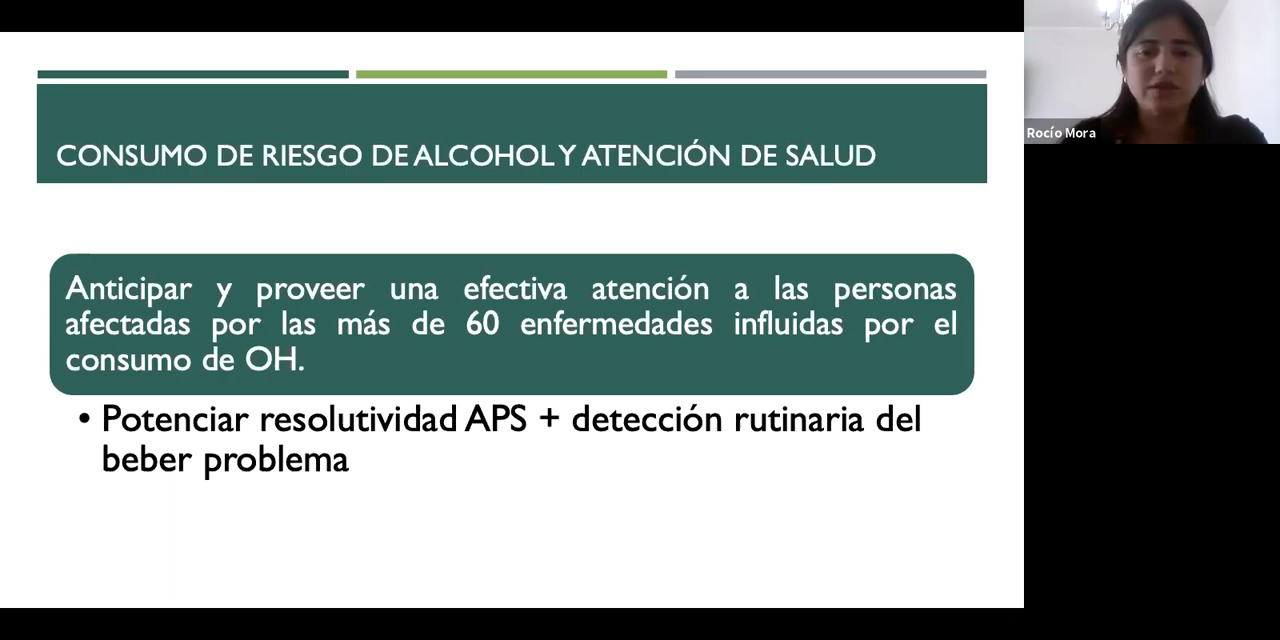 CONSUMO DE RIESGO DE ALCOHOL Y ATENCIÓN DE SALUD
Rocío Mora
Anticipar y proveer una efectiva atención a las personas
afectadas por las más de 60 enfermedades influidas por el
consumo de OH.
• Potenciar resolutividad APS + detección rutinaria del
beber problema